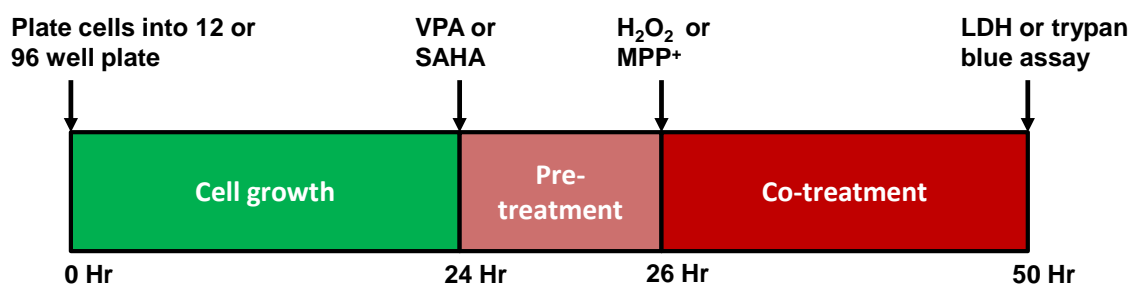 Plate cells into 12 or
96 well plate
VPA or
SAHA
H₂O₂ or
MPP⁺
LDH or trypan
blue assay
Cell growth
Pre-
treatment
Co-treatment
0 Hr
24 Hr
26 Hr
50 Hr